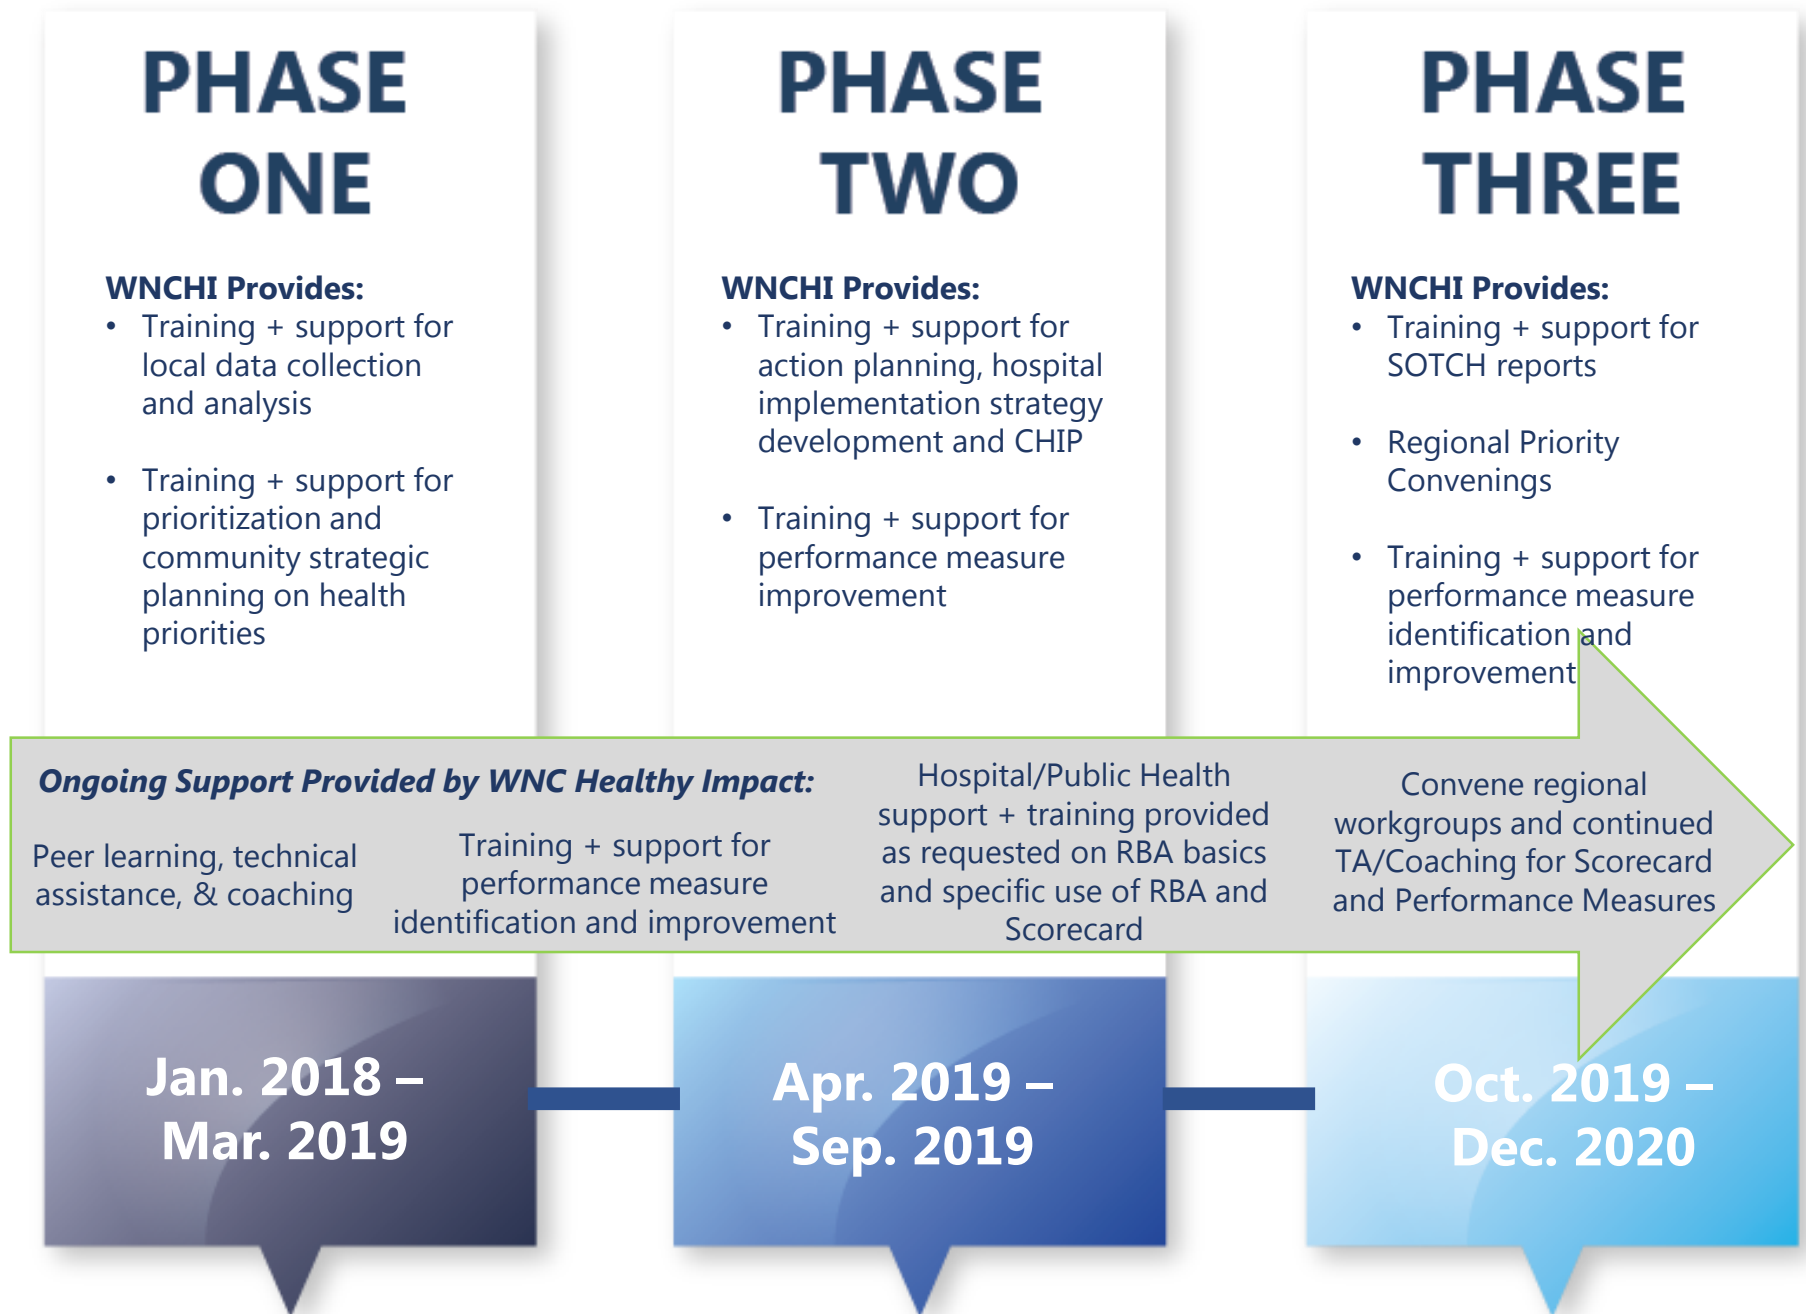 PHASE
ONE
WNCHI Provides:
• Training + support for
local data collection
and analysis
• Training + support for
prioritization and
community strategic
planning on health
priorities
PHASE
TWO
WNCHI Provides:
• Training + support for
action planning, hospital
implementation strategy
development and CHIP
• Training + support for
performance measure
improvement
PHASE
THREE
WNCHI Provides:
• Training + support for
SOTCH reports
• Regional Priority
Convenings
• Training + support for
performance measure
identification and
improvement
Ongoing Support Provided by WNC Healthy Impact:
Peer learning, technical
assistance, & coaching
Training + support for
performance measure
identification and improvement
Hospital/Public Health
support + training provided
as requested on RBA basics
and specific use of RBA and
Scorecard
Convene regional
workgroups and continued
TA/Coaching for Scorecard
and Performance Measures
Jan. 2018 –
Mar. 2019
Apr. 2019 –
Sep. 2019
Oct. 2019 –
Dec. 2020